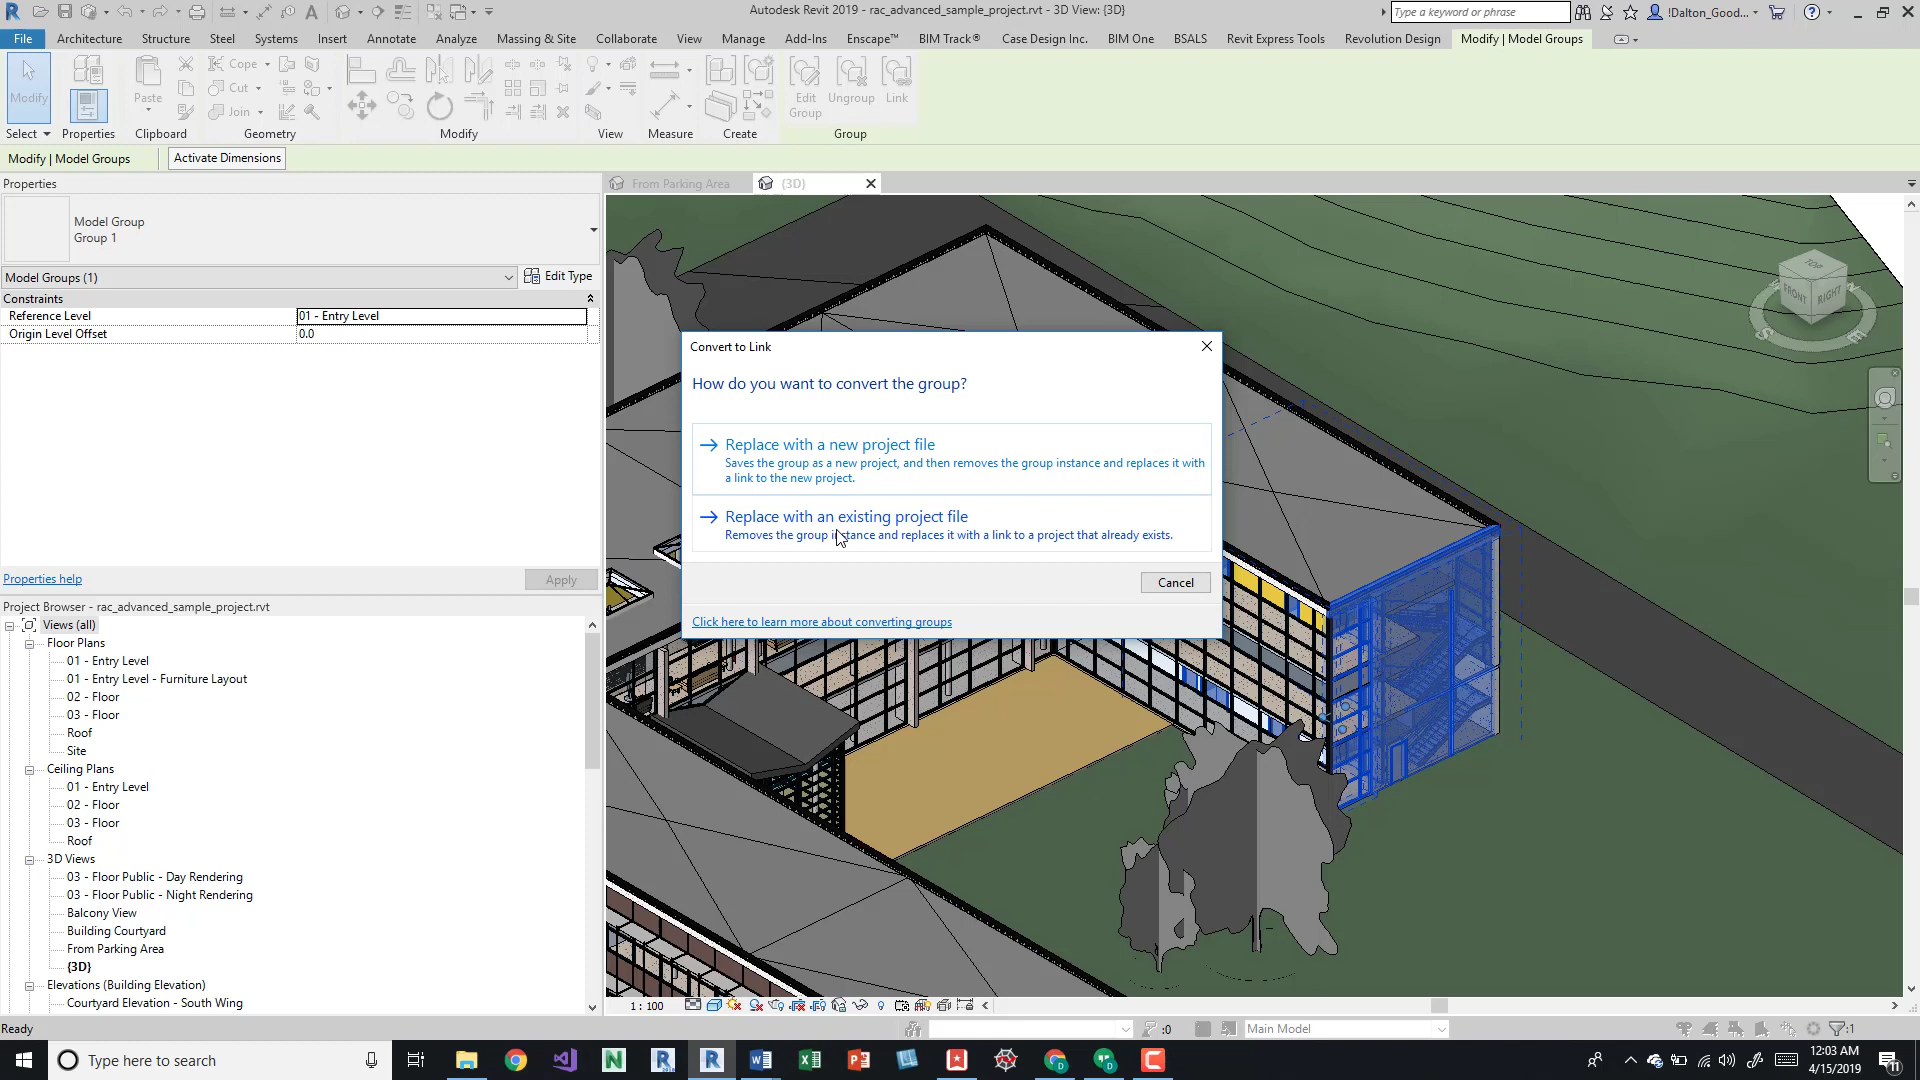 Autodesk Revit 2019 - rac_advanced_sample_project.rvt - 3D View: {3D}
Type a keyword or phrase
!Dalton_Good...
File
Architecture
Structure
Steel
Systems
Insert
Annotate
Analyze
Massing & Site
Collaborate
View
Manage
Add-Ins
Enscape™
BIM Track®
Case Design Inc.
BIM One
BSALS
Revit Express Tools
Revolution Design
Modify | Model Groups
Modify
Paste
Cope
Cut
Join
Edit Group
Ungroup
Link
Select
Properties
Clipboard
Geometry
Modify
View
Measure
Create
Group
Modify | Model Groups
Activate Dimensions
Properties
From Parking Area
{3D}
Model Group
Group 1
Model Groups (1)
Edit Type
Constraints
Reference Level
01 - Entry Level
Origin Level Offset
0.0
TOP
FRONT
RIGHT
S
E
Convert to Link
How do you want to convert the group?
Replace with a new project file
Saves the group as a new project, and then removes the group instance and replaces it with
a link to the new project.
Replace with an existing project file
Removes the group instance and replaces it with a link to a project that already exists.
Cancel
Click here to learn more about converting groups
Properties help
Apply
Project Browser - rac_advanced_sample_project.rvt
Views (all)
Floor Plans
01 - Entry Level
01 - Entry Level - Furniture Layout
02 - Floor
03 - Floor
Roof
Site
Ceiling Plans
01 - Entry Level
02 - Floor
03 - Floor
Roof
3D Views
03 - Floor Public - Day Rendering
03 - Floor Public - Night Rendering
Balcony View
Building Courtyard
From Parking Area
{3D}
Elevations (Building Elevation)
Courtyard Elevation - South Wing
1 : 100
Ready
:0
Main Model
:1
Type here to search
12:03 AM
4/15/2019
11